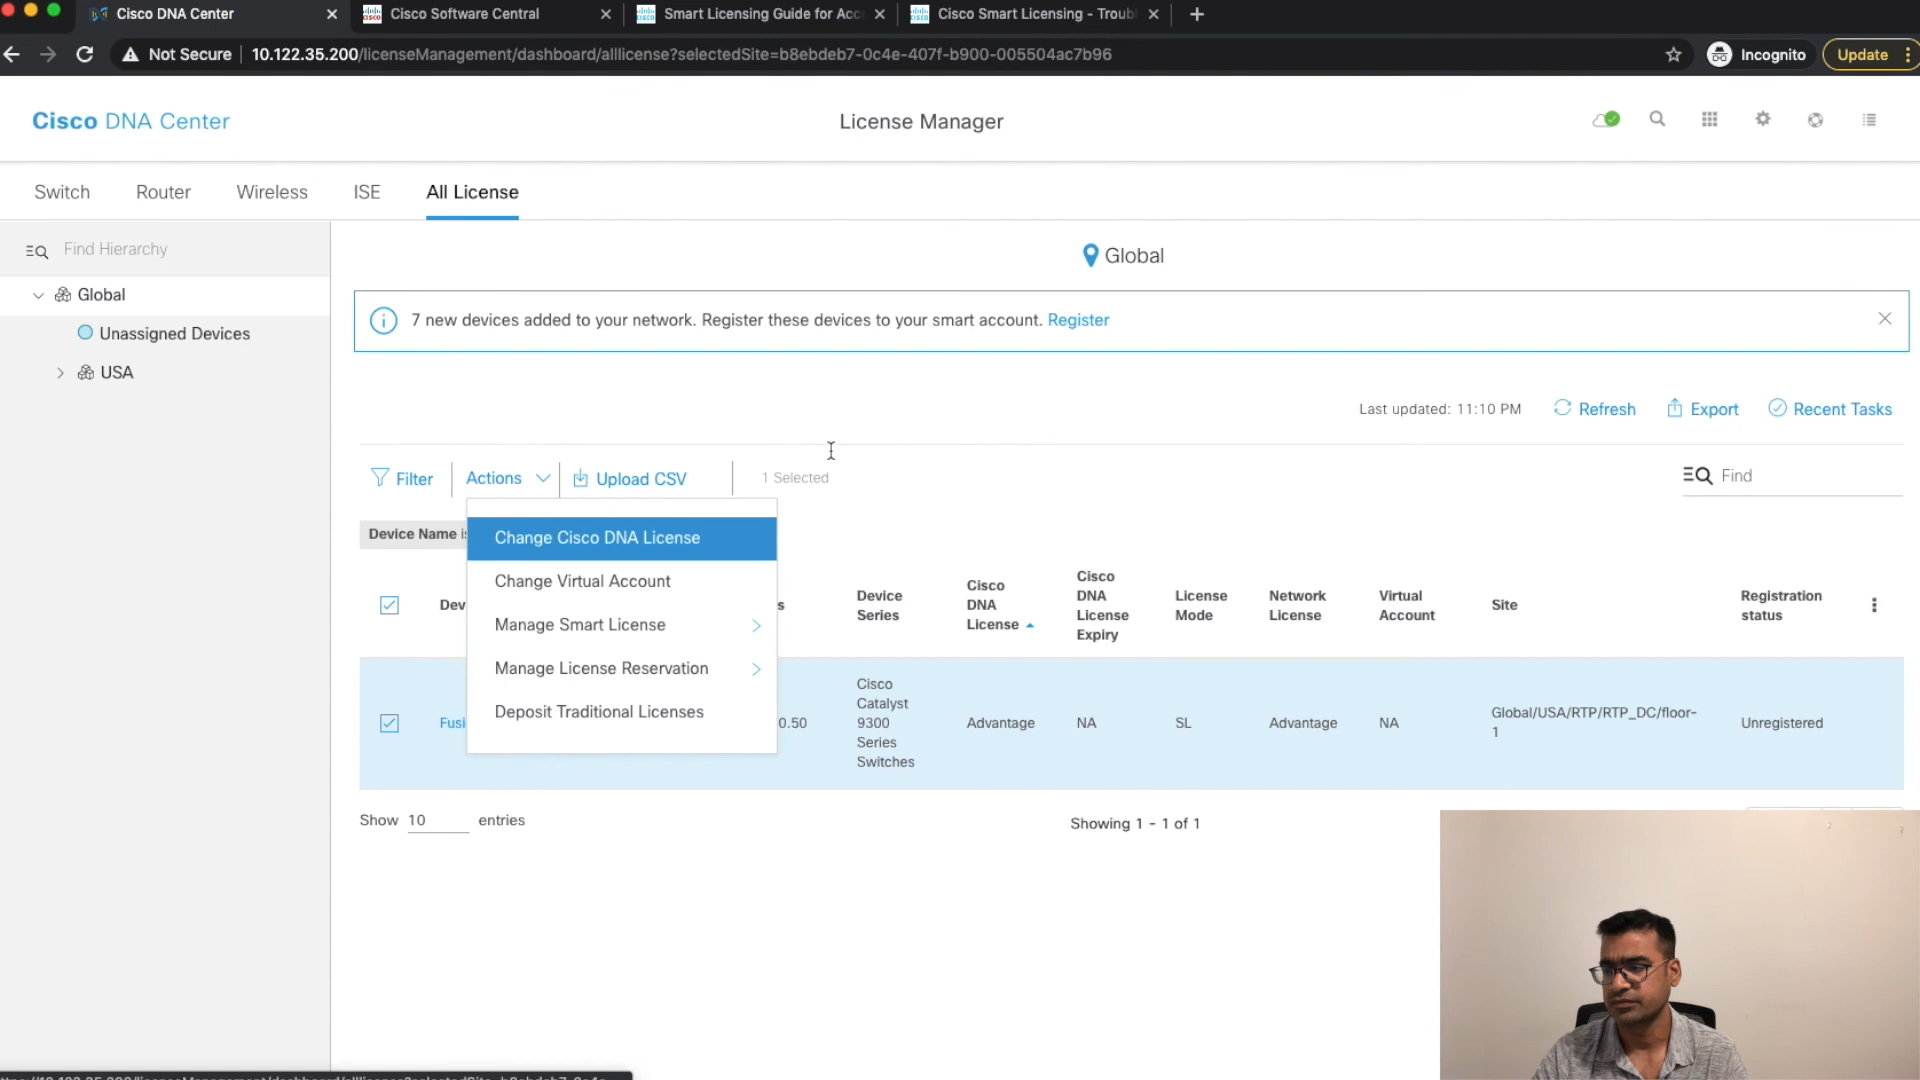 Cisco DNA Center
Cisco Software Central
Smart Licensing Guide for Acc
Cisco Smart Licensing - Troub
Not Secure
10.122.35.200/licenseManagement/dashboard/alllicense?selectedSite=b8ebdeb7-0c4e-407f-b900-005504ac7b96
Incognito
Update
Cisco DNA Center
License Manager
Switch
Router
Wireless
ISE
All License
Find Hierarchy
Global
Unassigned Devices
USA
Global
7 new devices added to your network. Register these devices to your smart account. Register
Last updated: 11:10 PM
Refresh
Export
Recent Tasks
Filter
Actions
Upload CSV
1 Selected
Find
Device Name is
Change Cisco DNA License
Change Virtual Account
Manage Smart License
Manage License Reservation
Deposit Traditional Licenses
Dev
s
Device
Series
Cisco
DNA
License
Cisco
DNA
License
Expiry
License
Mode
Network
License
Virtual
Account
Site
Registration
status
Fusi
0.50
Cisco
Catalyst
9300
Series
Switches
Advantage
NA
SL
Advantage
NA
Global/USA/RTP/RTP_DC/floor-
1
Unregistered
Show 10 entries
Showing 1 - 1 of 1